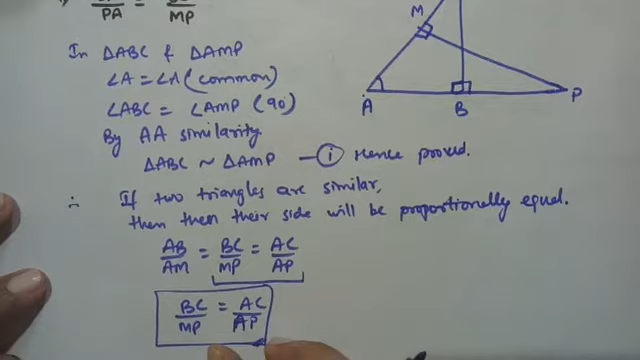 PA = MP
In ΔABC & ΔAMP
∠A = ∠A (common)
∠ABC = ∠AMP (90)
By AA similarity
ΔABC ~ ΔAMP — (i) Hence proved.
∴ If two triangles are similar,
then then their side will be proportionally equal.
AB/AM = BC/MP = AC/AP
BC/MP = AC/AP
M
A
B
P